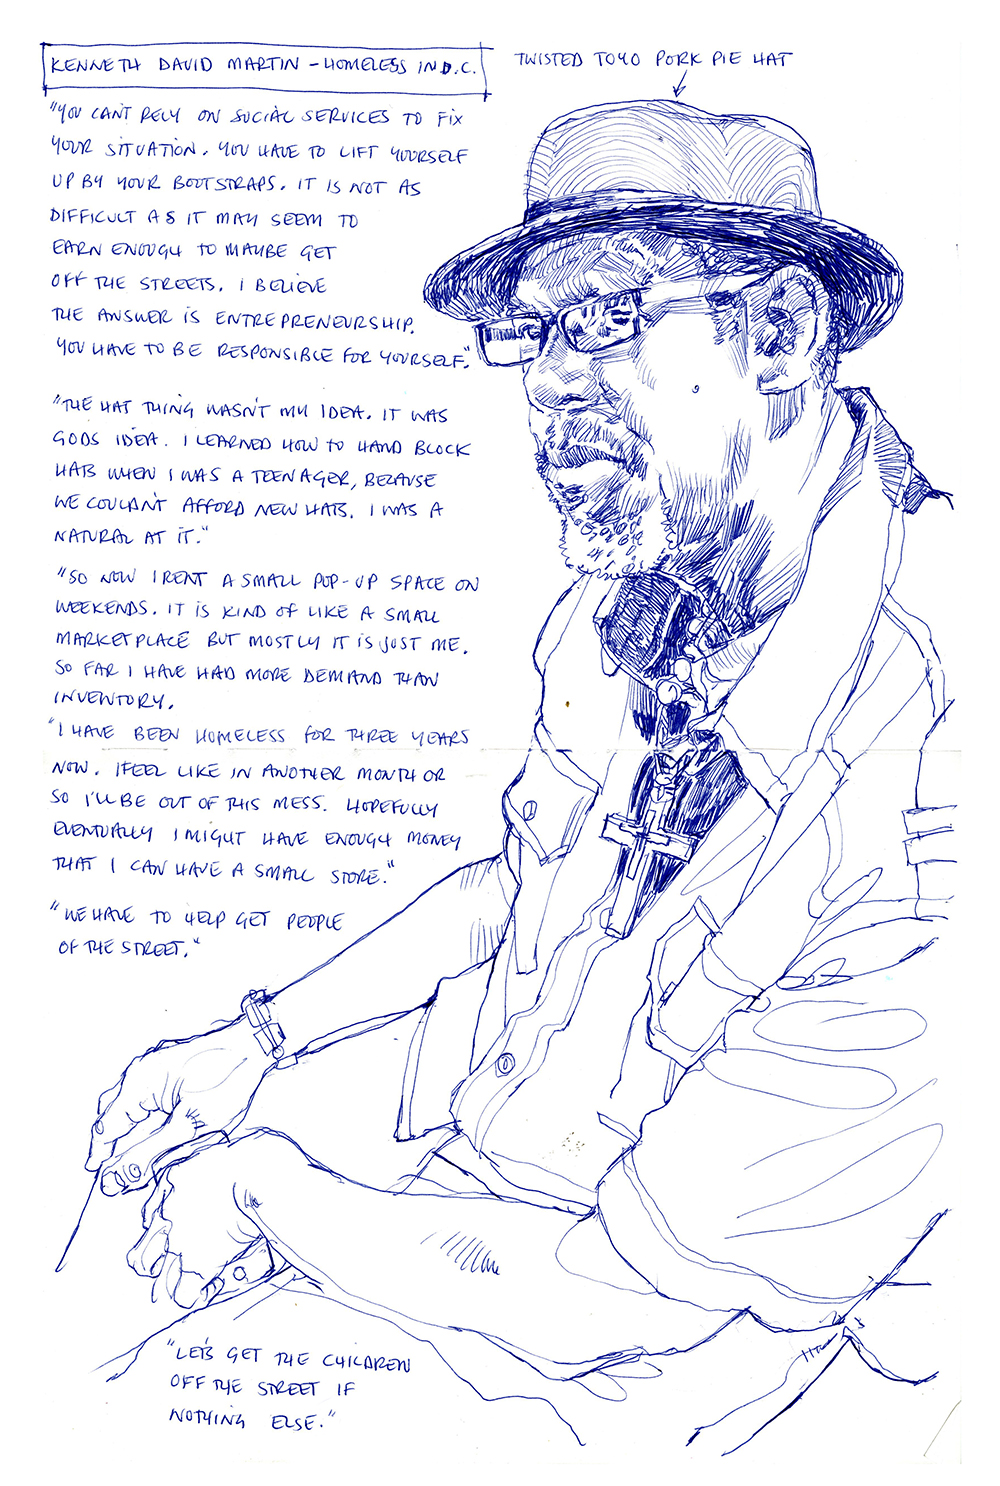 KENNETH DAVID MARTIN - HOMELESS IN D.C.
TWISTED TOYO PORK PIE HAT
"YOU CAN'T RELY ON SOCIAL SERVICES TO FIX
YOUR SITUATION. YOU HAVE TO LIFT YOURSELF
UP BY YOUR BOOTSTRAPS. IT IS NOT AS
DIFFICULT AS IT MAY SEEM TO
EARN ENOUGH TO MAYBE GET
OFF THE STREETS. I BELIEVE
THE ANSWER IS ENTREPRENEURSHIP.
YOU HAVE TO BE RESPONSIBLE FOR YOURSELF."
"THE HAT THING WASN'T MY IDEA. IT WAS
GODS IDEA. I LEARNED HOW TO HAND BLOCK
HATS WHEN I WAS A TEENAGER, BECAUSE
WE COULDN'T AFFORD NEW HATS. I WAS A
NATURAL AT IT."
"SO NOW I RENT A SMALL POP-UP SPACE ON
WEEKENDS. IT IS KIND OF LIKE A SMALL
MARKETPLACE BUT MOSTLY IT IS JUST ME.
SO FAR I HAVE HAD MORE DEMAND THAN
INVENTORY.
"I HAVE BEEN HOMELESS FOR THREE YEARS
NOW. I FEEL LIKE IN ANOTHER MONTH OR
SO I'LL BE OUT OF THIS MESS. HOPEFULLY
EVENTUALLY I MIGHT HAVE ENOUGH MONEY
THAT I CAN HAVE A SMALL STORE."
"WE HAVE TO HELP GET PEOPLE
OF THE STREET."
"LET'S GET THE CHILDREN
OFF THE STREET IF
NOTHING ELSE."